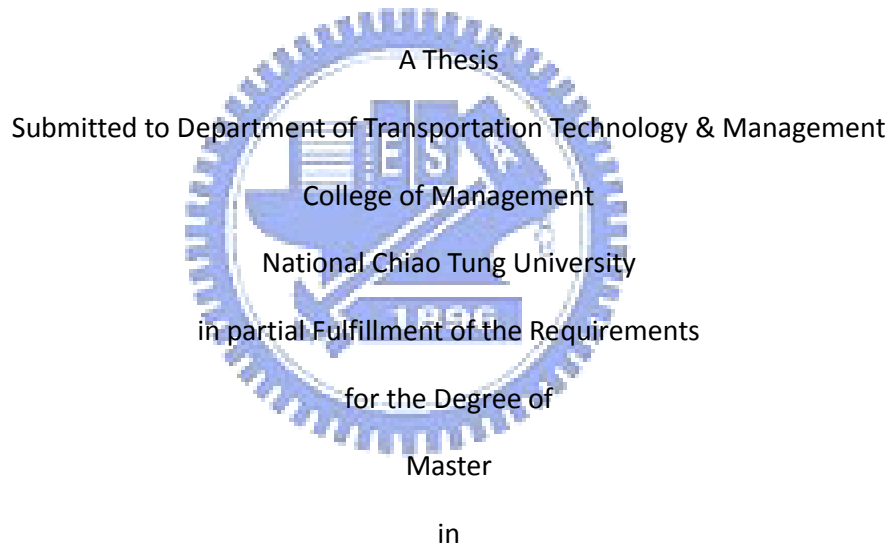 A Thesis
Submitted to Department of Transportation Technology & Management
College of Management
National Chiao Tung University
in partial Fulfillment of the Requirements
1896
for the Degree of
Master
in